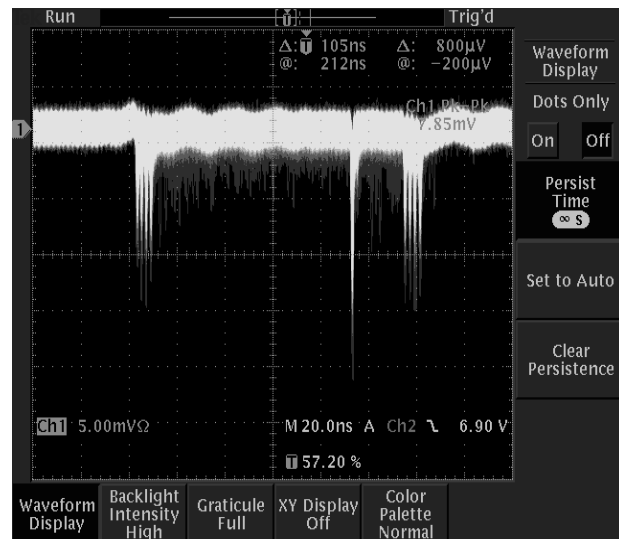 Run Trig'd
Δ: 105ns Δ: 800µV
@: 212ns @: −200µV
Ch1 Pk-Pk
7.85mV
1
Ch1 5.00mVΩ M 20.0ns A Ch2 6.90 V
T 57.20 %
Waveform
Display
Dots Only
On Off
Persist
Time
∞ S
Set to Auto
Clear
Persistence
Waveform
Display
Backlight
Intensity
High
Graticule
Full
XY Display
Off
Color
Palette
Normal